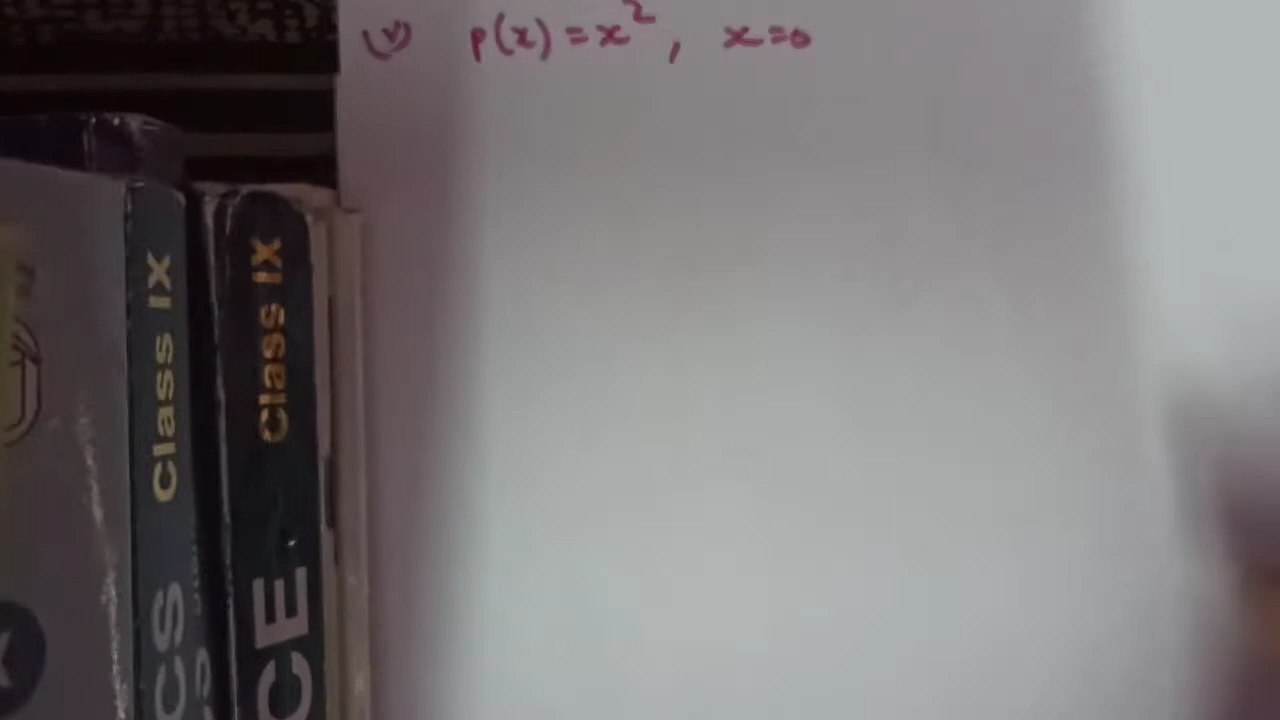 (v) p(x) = x², x=0
Class IX
Class IX
CS
CE